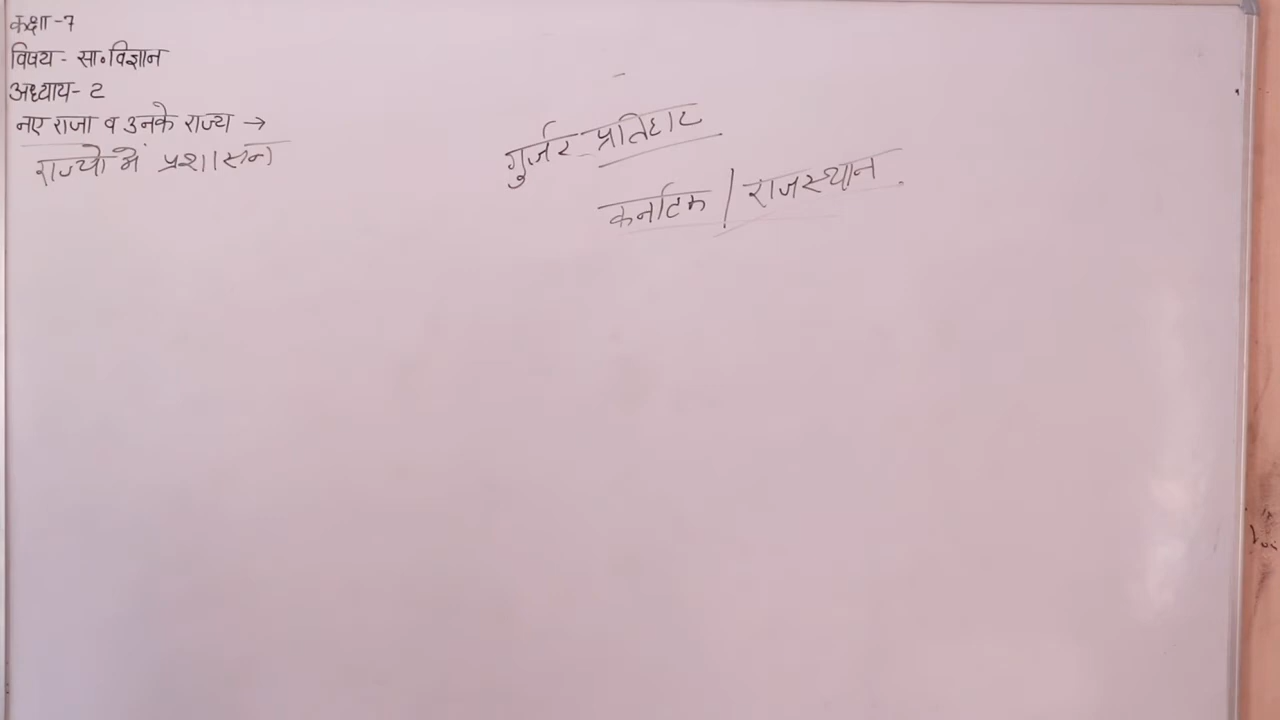 कक्षा-7
विषय- सा.विज्ञान
अध्याय- 2
नए राजा व उनके राज्य →
राज्यो में प्रशासन
गुर्जर प्रतिहार
कर्नाटक / राजस्थान